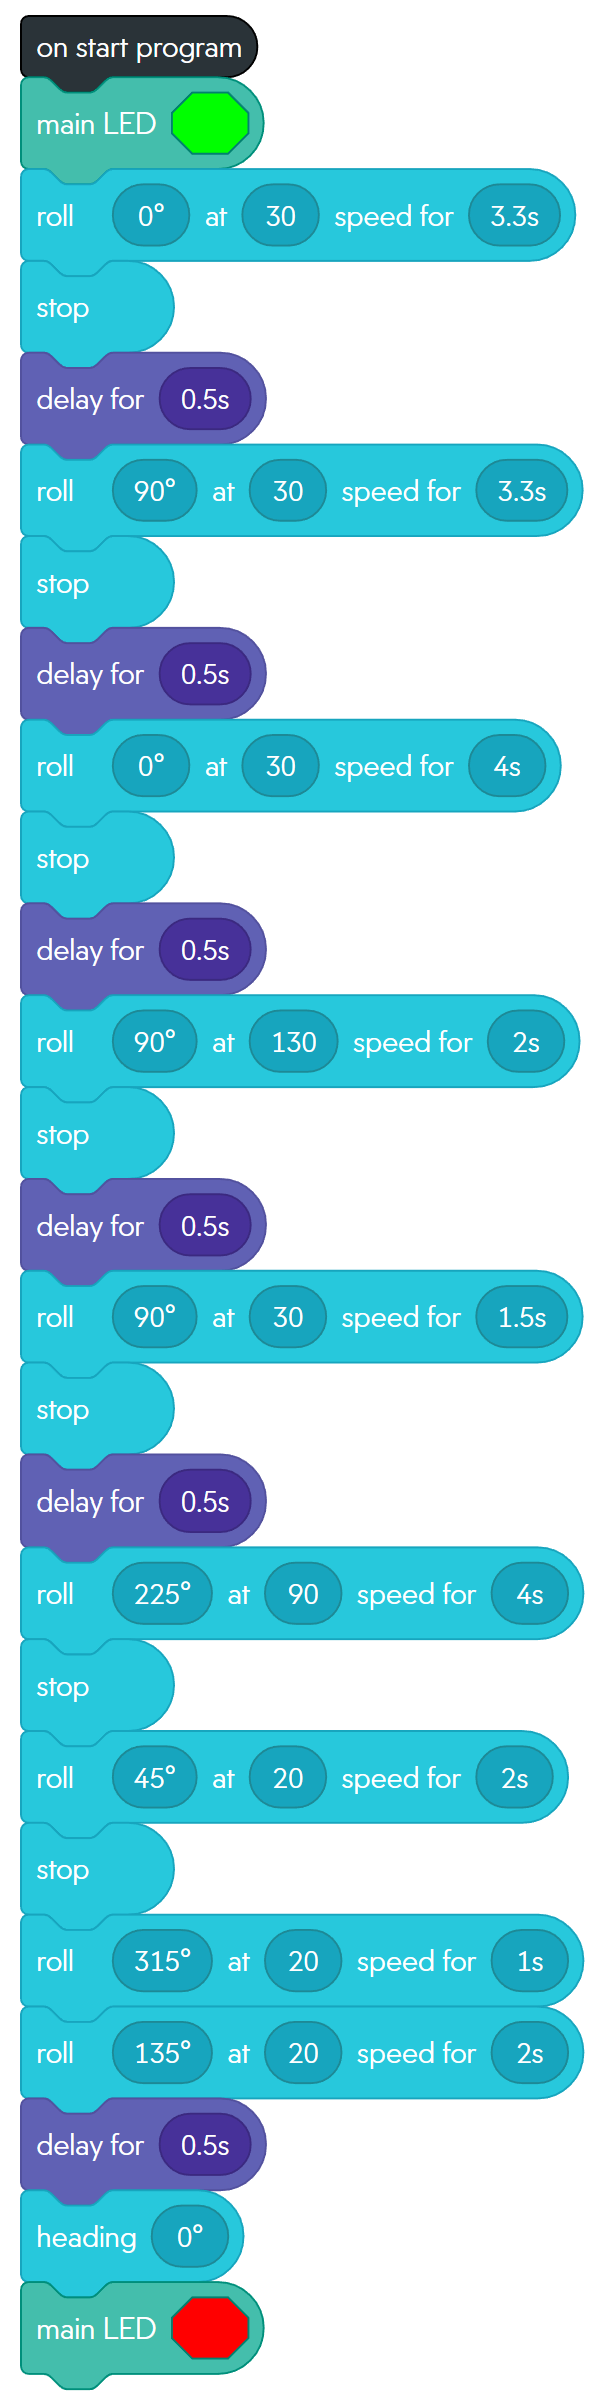 on start program
main LED
roll 0° at 30 speed for 3.3s
stop
delay for 0.5s
roll 90° at 30 speed for 3.3s
stop
delay for 0.5s
roll 0° at 30 speed for 4s
stop
delay for 0.5s
roll 90° at 130 speed for 2s
stop
delay for 0.5s
roll 90° at 30 speed for 1.5s
stop
delay for 0.5s
roll 225° at 90 speed for 4s
stop
roll 45° at 20 speed for 2s
stop
roll 315° at 20 speed for 1s
roll 135° at 20 speed for 2s
delay for 0.5s
heading 0°
main LED